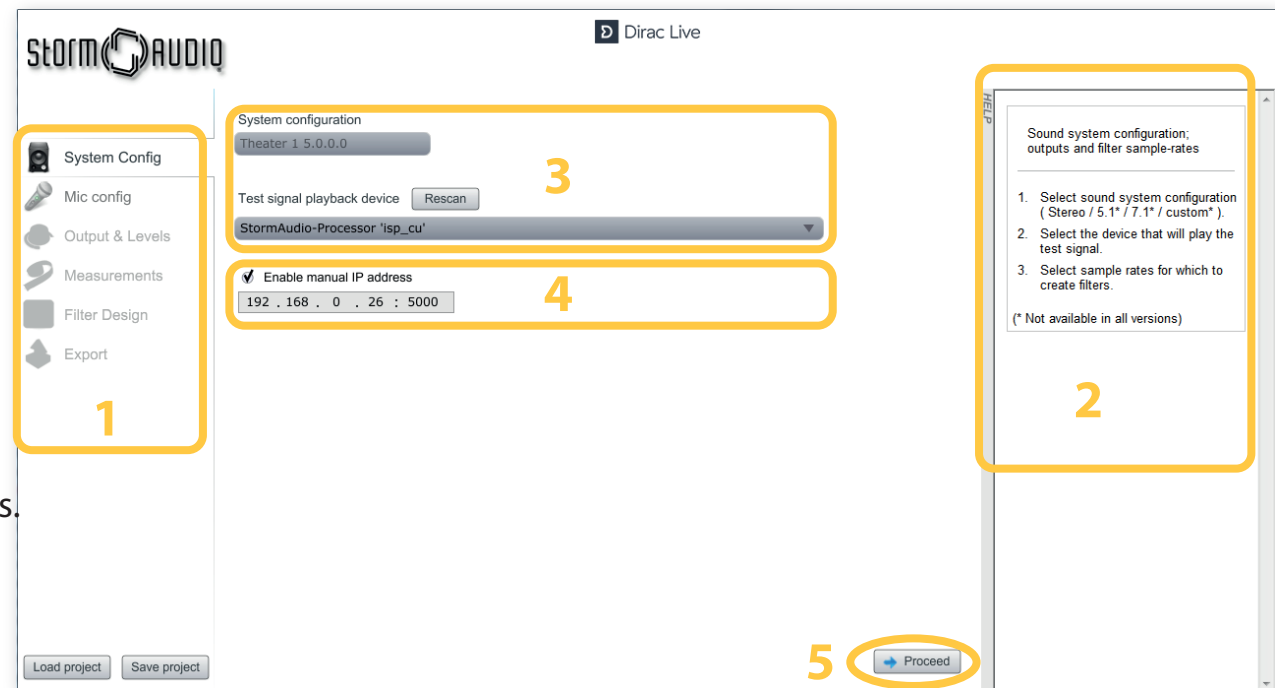 STORM AUDIO
Dirac Live
System Config
Mic config
Output & Levels
Measurements
Filter Design
Export
1
s.
Load project
Save project
System configuration
Theater 1 5.0.0.0
3
Test signal playback device
Rescan
StormAudio-Processor 'isp_cu'
Enable manual IP address
192 . 168 . 0 . 26 : 5000
4
5
Proceed
HELP
Sound system configuration;
outputs and filter sample-rates
1. Select sound system configuration
( Stereo / 5.1* / 7.1* / custom* ).
2. Select the device that will play the
test signal.
3. Select sample rates for which to
create filters.
(* Not available in all versions)
2